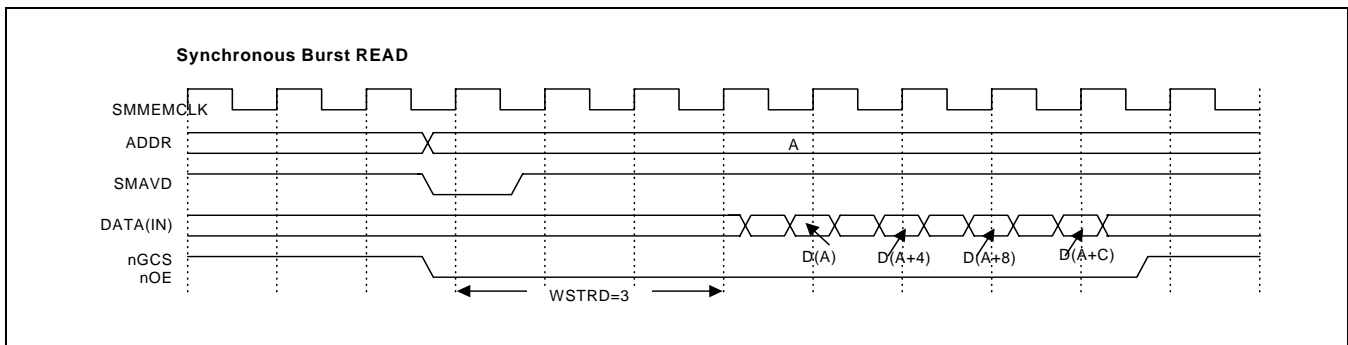 Synchronous Burst READ
SMMEMCLK
ADDR
A
SMAVD
DATA(IN)
D(A)
D(A+4)
D(A+8)
D(A+C)
nGCS
nOE
WSTRD=3